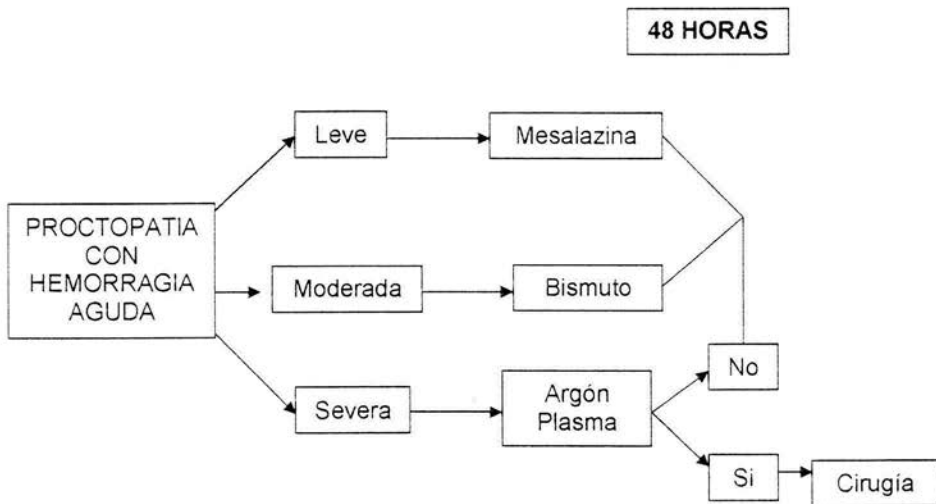 48 HORAS
Leve
Mesalazina
PROCTOPATIA
CON
HEMORRAGIA
AGUDA
Moderada
Bismuto
Severa
Argón
Plasma
No
Si
Cirugía